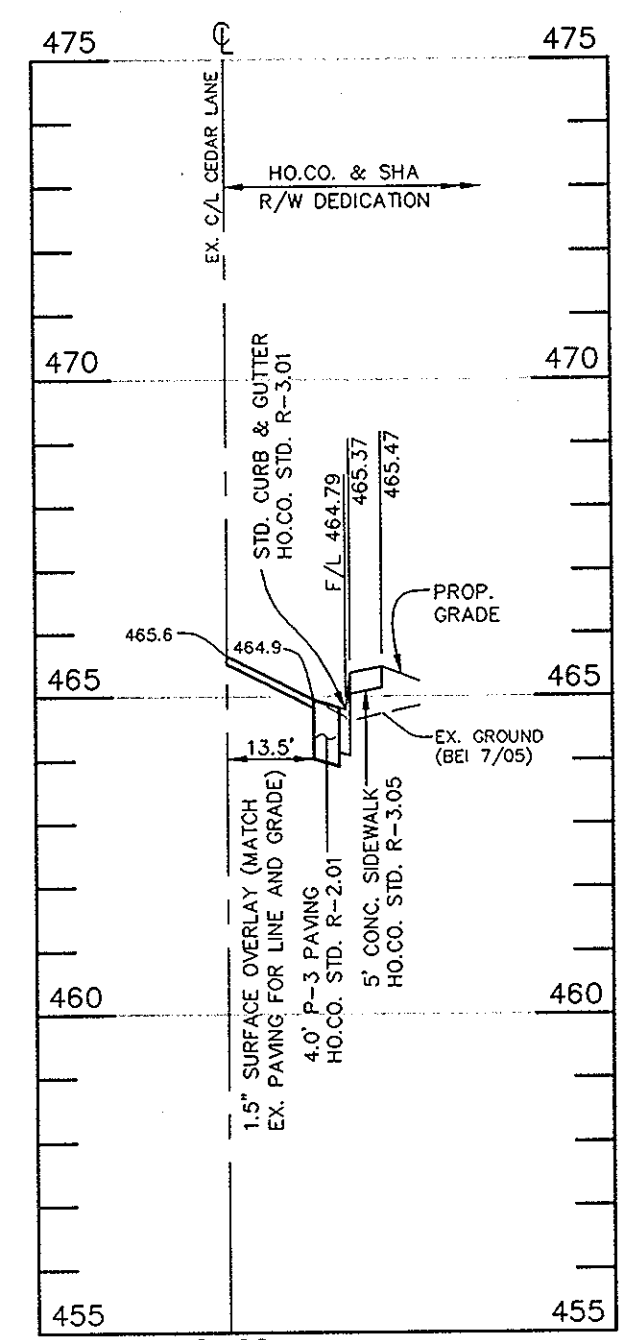 ℄
475 475
EX. C/L CEDAR LANE
HO.CO. & SHA
R/W DEDICATION
470 470
STD. CURB & GUTTER
HO.CO. STD. R-3.01
F/L 464.79
465.37
465.47
PROP.
GRADE
465.6
464.9
465 465
EX. GROUND
(BEI 7/05)
13.5'
1.5" SURFACE OVERLAY (MATCH
EX. PAVING FOR LINE AND GRADE)
4.0' P-3 PAVING
HO.CO. STD. R-2.01
5' CONC. SIDEWALK
HO.CO. STD. R-3.05
460 460
455 455